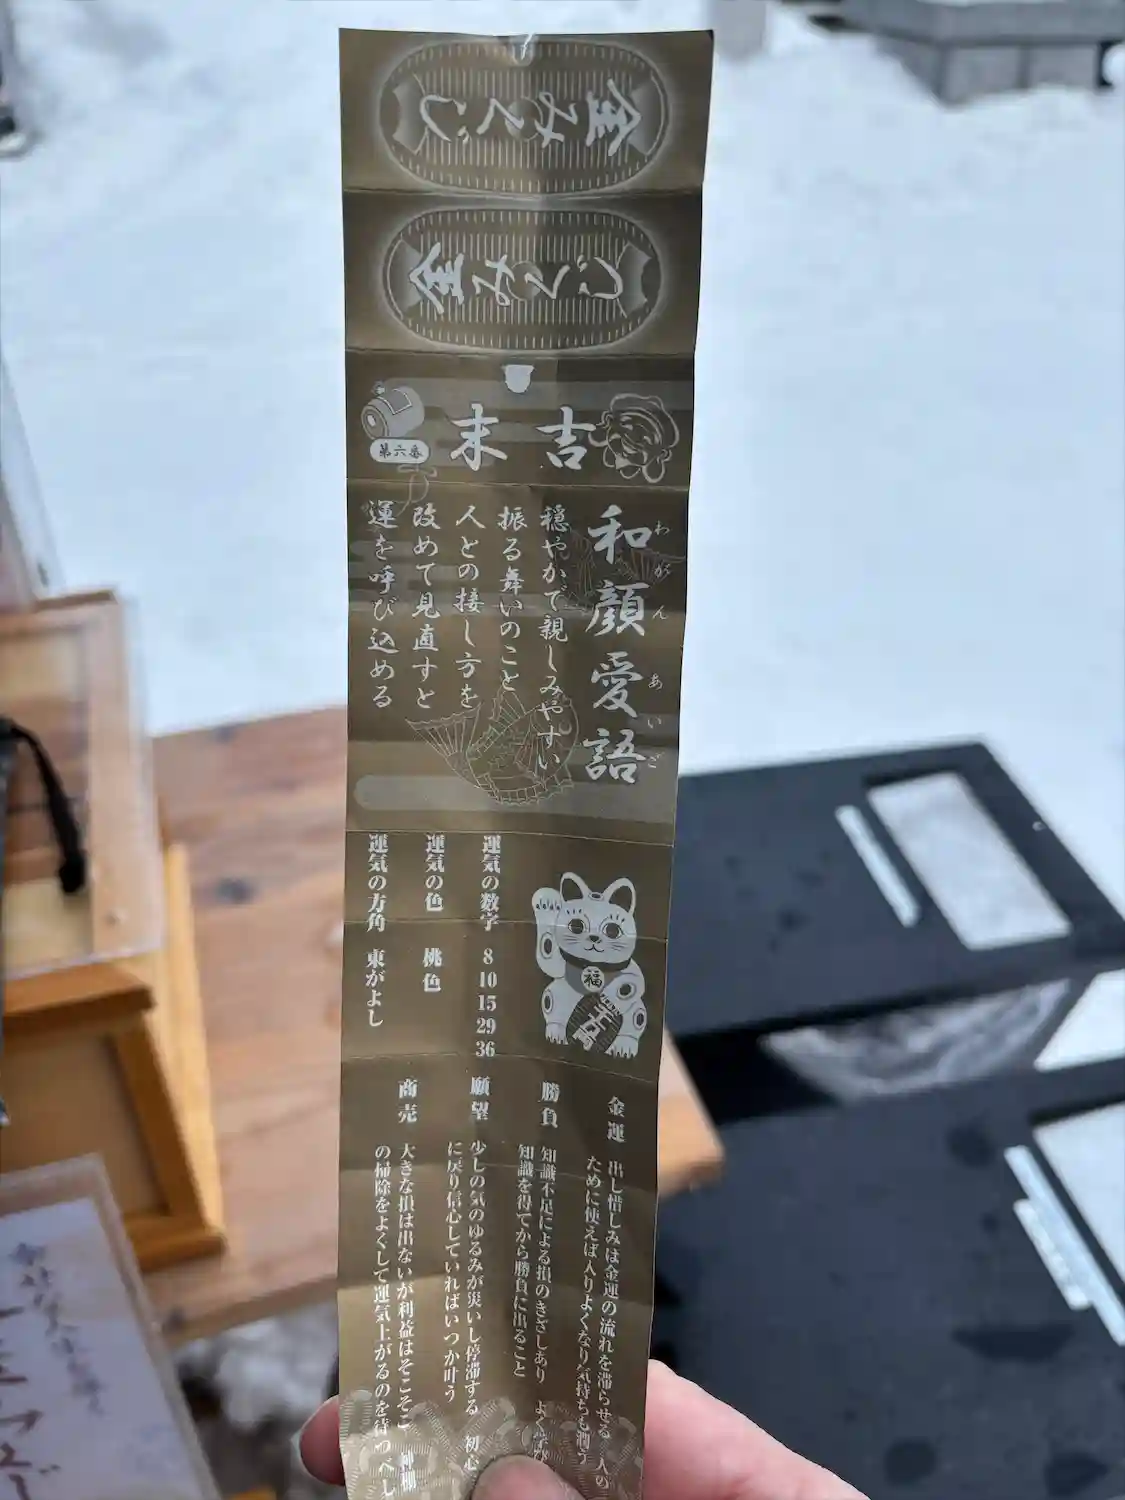 金みくじ
金みくじ
末吉
第六番
和顔愛語
わがんあいご
穏やかで親しみやすい
振る舞いのこと
人との接し方を
改めて見直すと
運を呼び込める
福
運気の数字 8 10 15 29 36
運気の色 桃色
運気の方角 東がよし
金運 出し惜しみは金運の流れを滞らせる 人の
ために使えば入りよくなり気持ちも潤う
勝負 知識不足による損のきざしあり よく学び
知識を得てから勝負に出ること
願望 少しの気のゆるみが災いし停滞する 初心
に戻り信心していればいつか叶う
商売 大きな損は出ないが利益はそこそこ 神棚
の掃除をよくして運気上がるのを待つべし